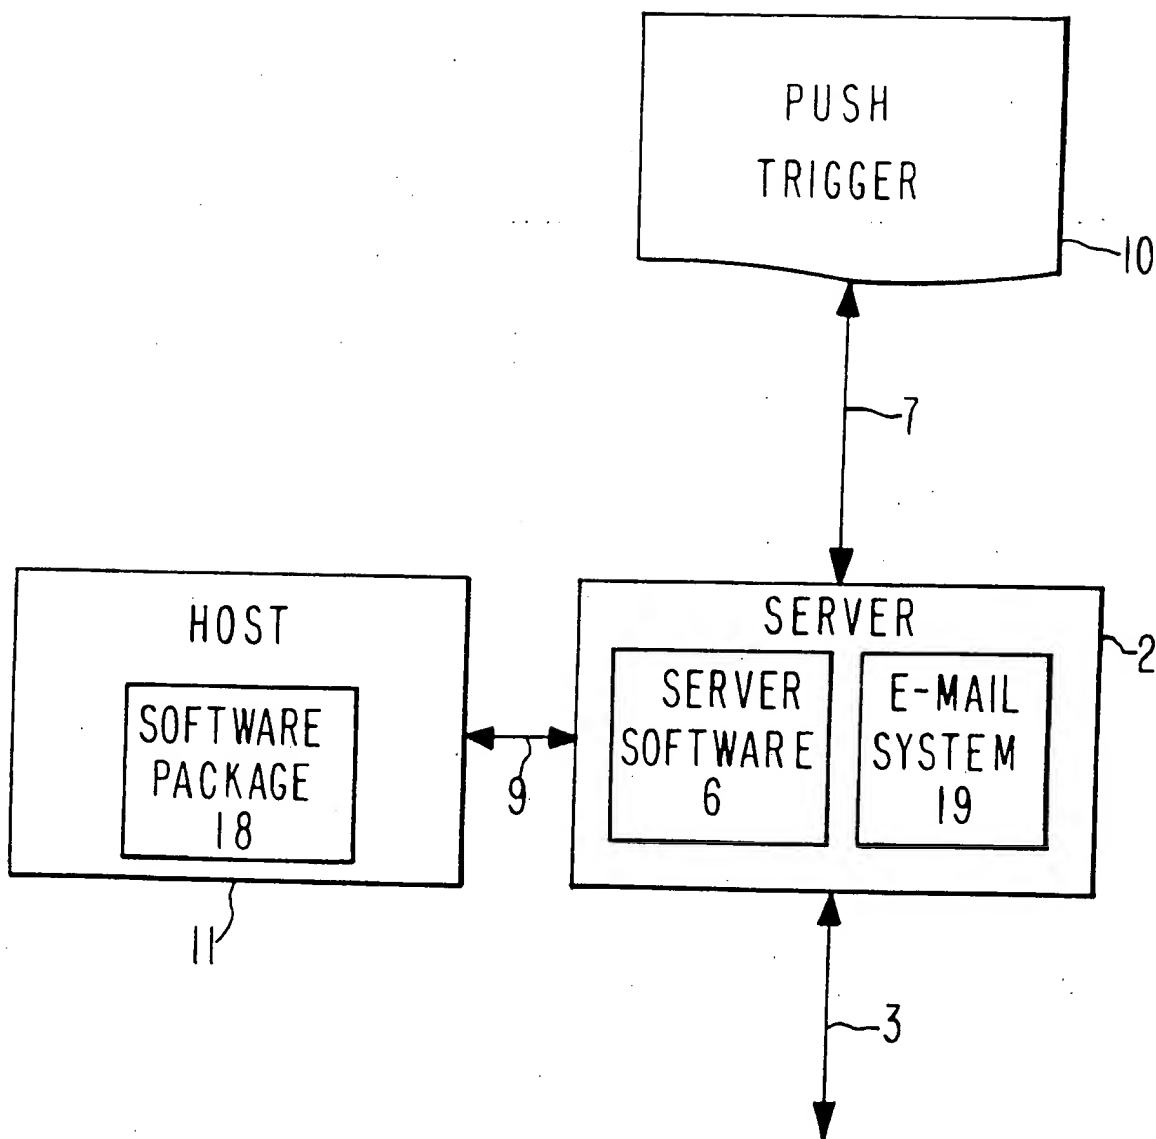 PUSH
TRIGGER
10
7
HOST
SOFTWARE
PACKAGE
18
11
9
SERVER
2
SERVER
SOFTWARE
6
E-MAIL
SYSTEM
19
3